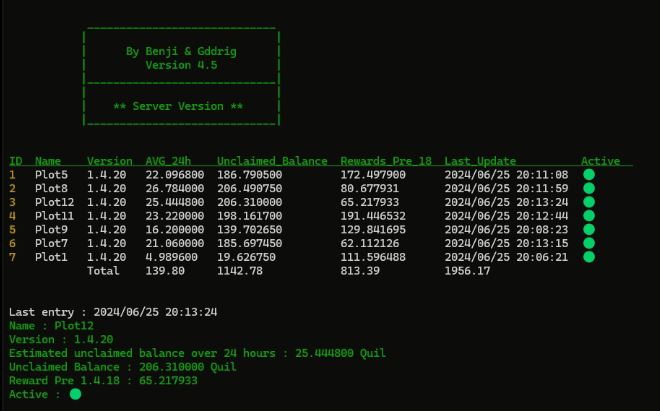 By Benji & Gddrig
Version 4.5
** Server Version **
ID Name Version AVG_24h Unclaimed_Balance Rewards_Pre_18 Last_Update Active
1 Plot5 1.4.20 22.096800 186.790500 172.497900 2024/06/25 20:11:08
2 Plot8 1.4.20 26.784000 206.490750 80.677931 2024/06/25 20:11:59
3 Plot12 1.4.20 25.444800 206.310000 65.217933 2024/06/25 20:13:24
4 Plot11 1.4.20 23.220000 198.161700 191.446532 2024/06/25 20:12:44
5 Plot9 1.4.20 16.200000 139.702650 129.841695 2024/06/25 20:08:23
6 Plot7 1.4.20 21.060000 185.697450 62.112126 2024/06/25 20:13:15
7 Plot1 1.4.20 4.989600 19.626750 111.596488 2024/06/25 20:06:21
Total 139.80 1142.78 813.39 1956.17
Last entry : 2024/06/25 20:13:24
Name : Plot12
Version : 1.4.20
Estimated unclaimed balance over 24 hours : 25.444800 Quil
Unclaimed Balance : 206.310000 Quil
Reward Pre 1.4.18 : 65.217933
Active :